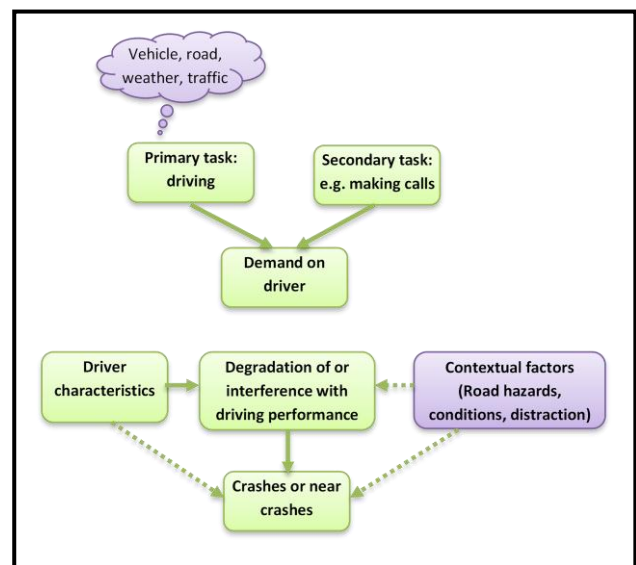 Vehicle, road,
weather, traffic
Primary task:
driving
Secondary task:
e.g. making calls
Demand on
driver
Driver
characteristics
Degradation of or
interference with
driving performance
Contextual factors
(Road hazards,
conditions, distraction)
Crashes or near
crashes